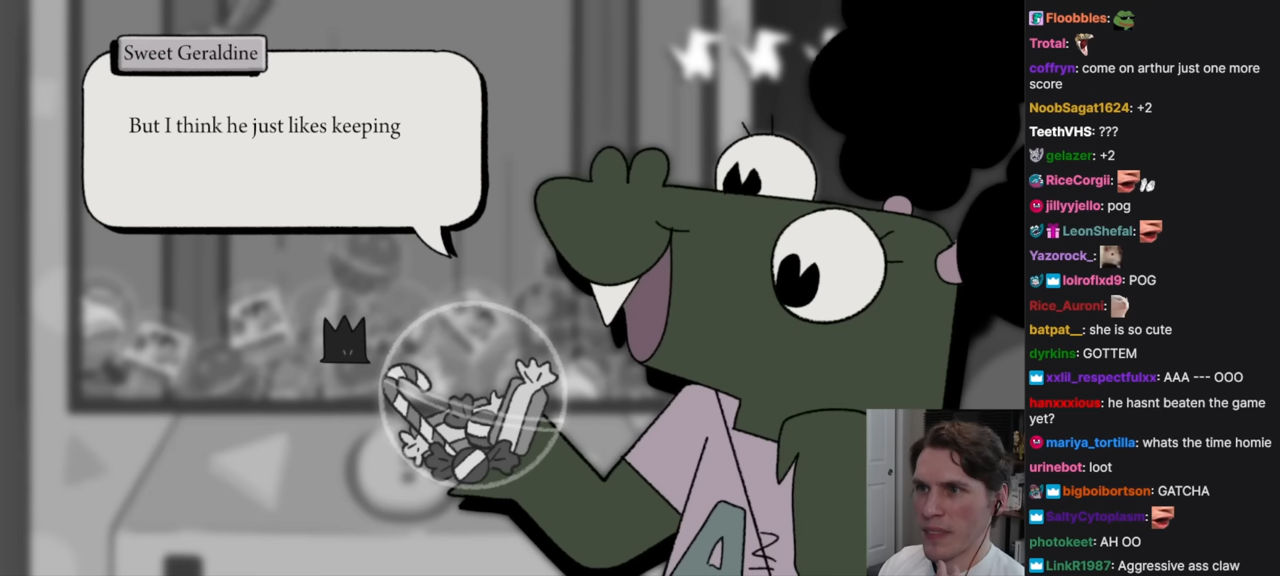 Sweet Geraldine
But I think he just likes keeping
A
Floobbles:
Trotal:
coffryn: come on arthur just one more
score
NoobSagat1624: +2
TeethVHS: ???
gelazer: +2
RiceCorgii:
jillyyjello: pog
LeonShefal:
Yazorock_:
lolroflxd9: POG
Rice_Auroni:
batpat__: she is so cute
dyrkins: GOTTEM
xxlil_respectfulxx: AAA --- OOO
hanxxxious: he hasnt beaten the game
yet?
mariya_tortilla: whats the time homie
urinebot: loot
bigboibortson: GATCHA
SaltyCytoplasm:
photokeet: AH OO
LinkR1987: Aggressive ass claw